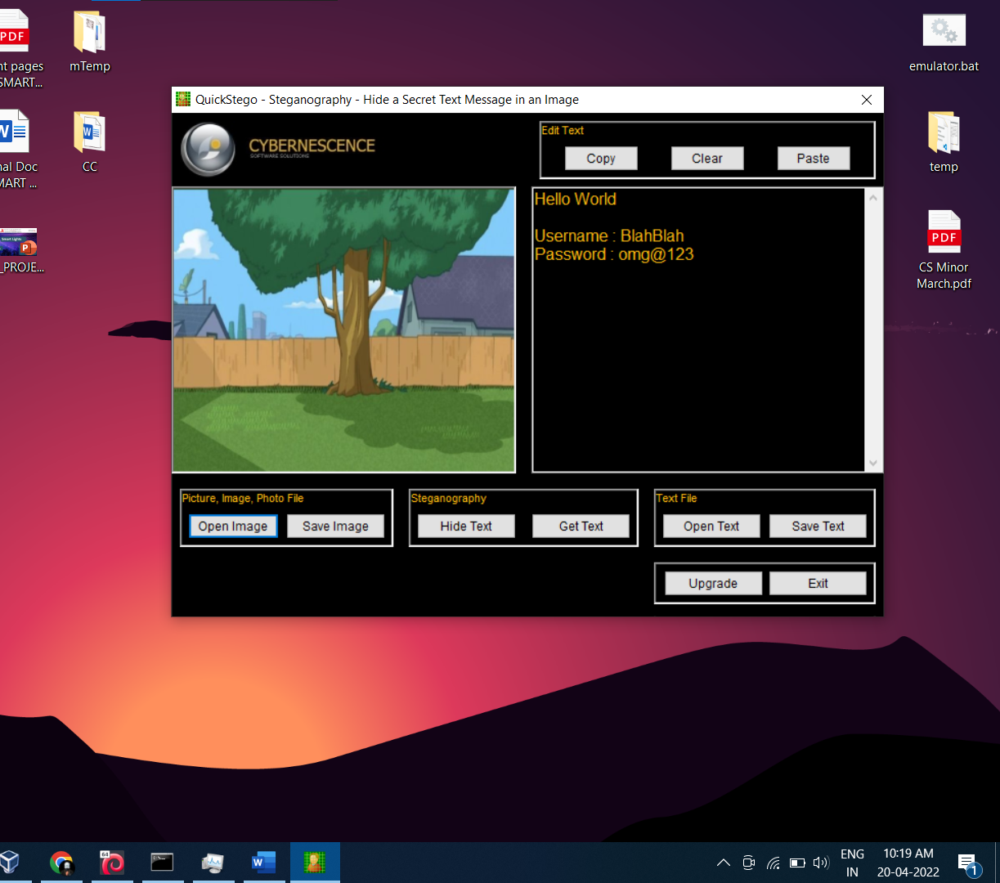 PDF
nt pages
SMART...
mTemp
nal Doc
MART ...
CC
_PROJE...
emulator.bat
temp
PDF
CS Minor
March.pdf
QuickStego - Steganography - Hide a Secret Text Message in an Image
CYBERNESCENCE
SOFTWARE SOLUTIONS
Edit Text
Copy Clear Paste
Hello World
Username : BlahBlah
Password : omg@123
Picture, Image, Photo File
Open Image Save Image
Steganography
Hide Text Get Text
Text File
Open Text Save Text
Upgrade Exit
64
ENG
IN
10:19 AM
20-04-2022
1